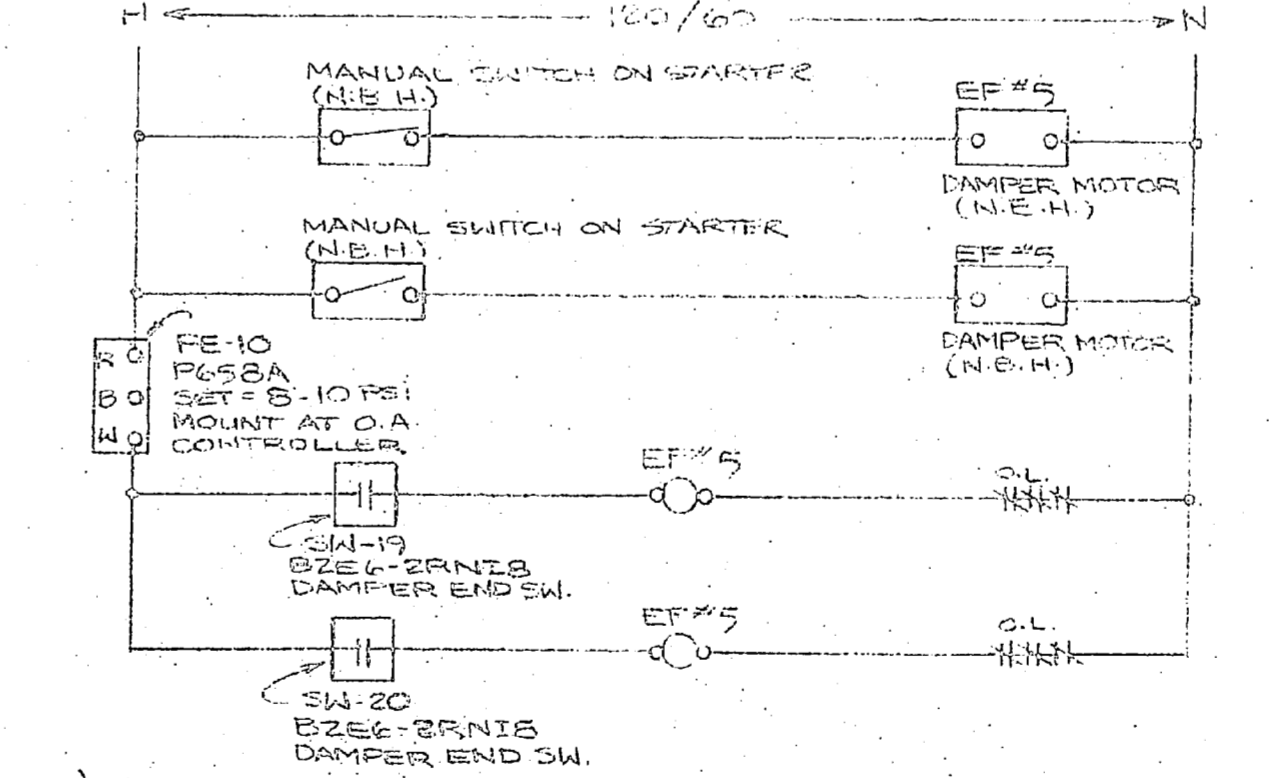 H 120/60 N
MANUAL SWITCH ON STARTER
(N.B.H.)
EF #5
DAMPER MOTOR
(N.E.H.)
MANUAL SWITCH ON STARTER
(N.B.H.)
EF #5
DAMPER MOTOR
(N.B.H.)
R
B
W
PE-10
P658A
SET = 8-10 PSI
MOUNT AT O.A.
CONTROLLER
EF #5
O.L.
SW-19
BZE6-2RN18
DAMPER END SW.
EF #5
O.L.
SW-20
BZE6-2RN18
DAMPER END SW.